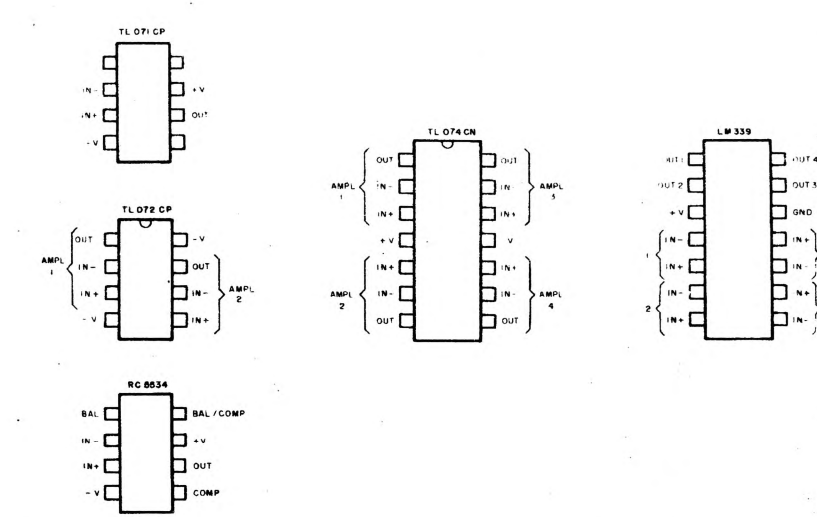 TL 071 CP
IN -
+ V
IN +
OUT
- V
TL 072 CP
OUT
- V
AMPL 1
IN -
OUT
IN +
IN -
AMPL 2
- V
IN +
RC 5534
BAL
BAL / COMP
IN -
+ V
IN +
OUT
- V
COMP
TL 074 CN
OUT
OUT
AMPL 1
IN -
IN -
AMPL 3
IN +
IN +
+ V
V
IN +
IN +
AMPL 2
IN -
IN -
AMPL 4
OUT
OUT
LM 339
OUT 1
OUT 4
OUT 2
OUT 3
+ V
GND
1
IN -
IN +
IN +
IN -
2
IN -
N +
IN +
IN -